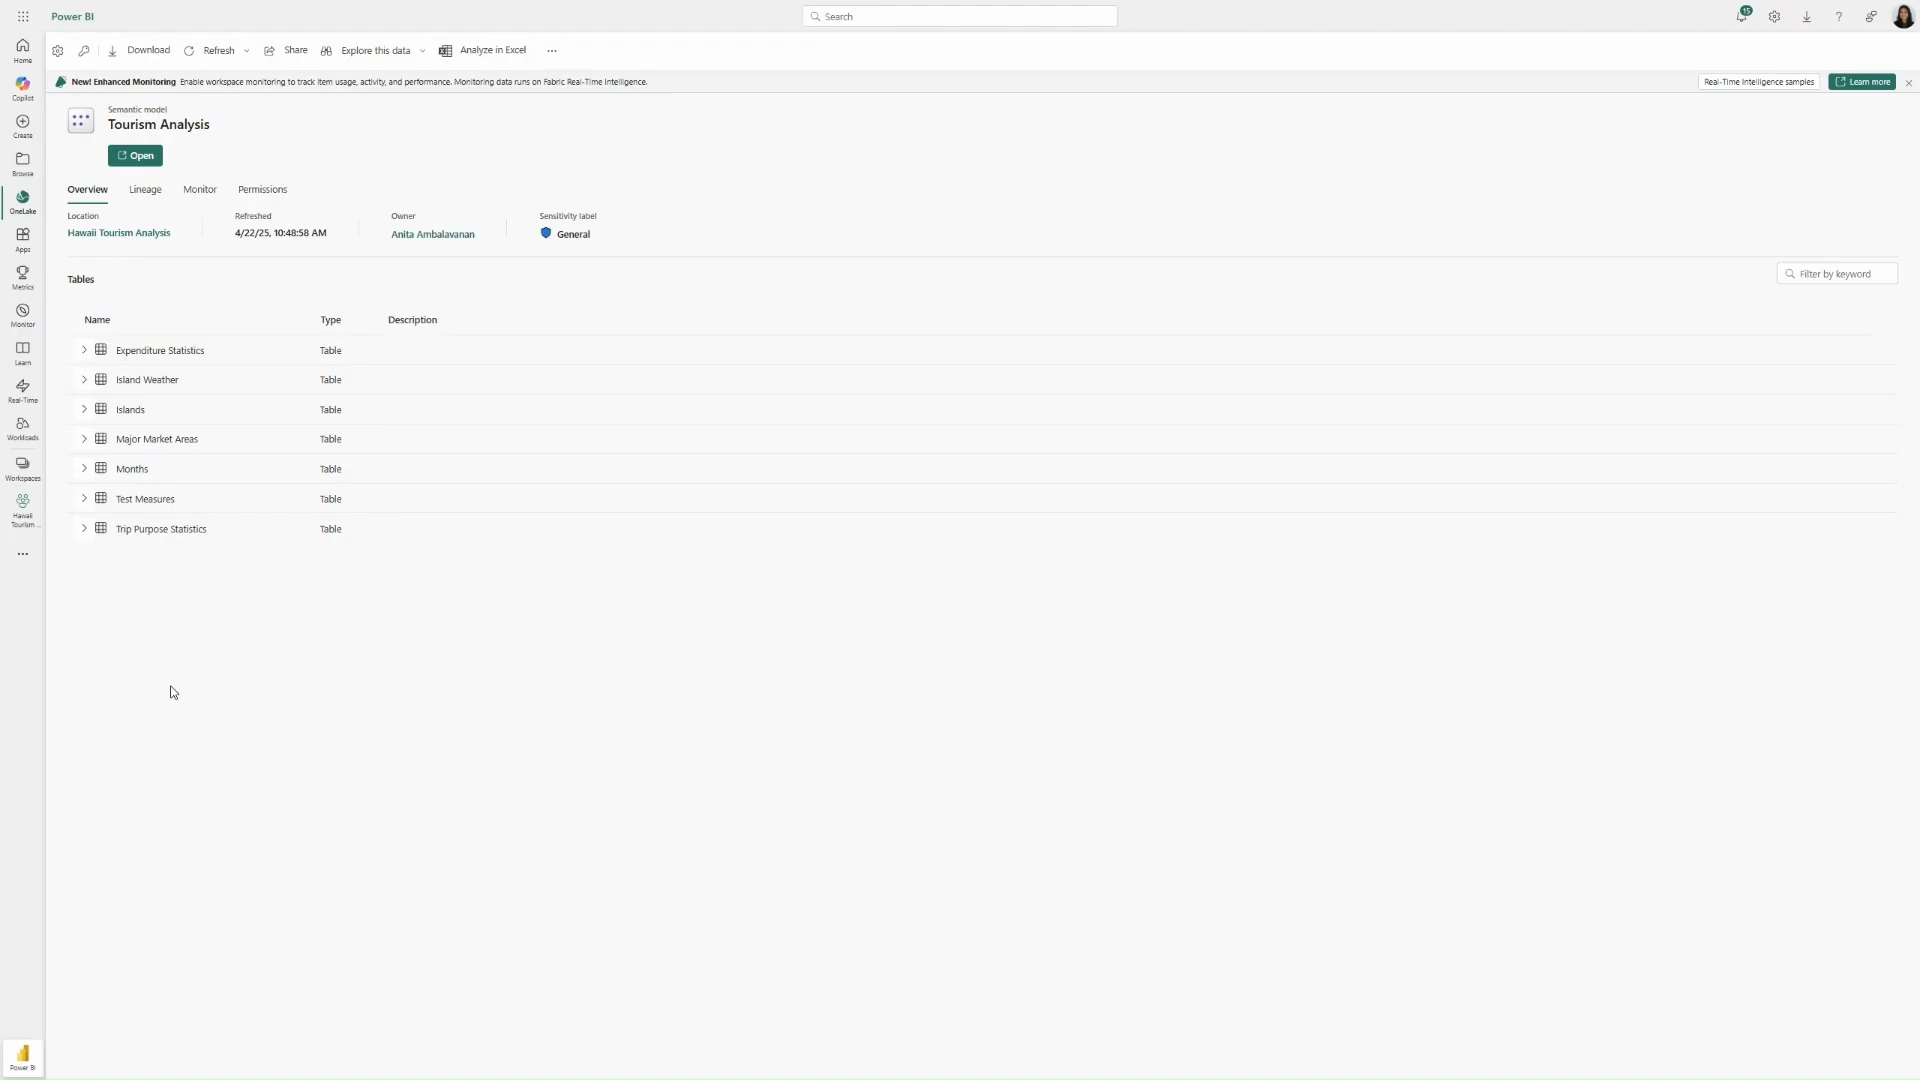 Power BI
Search
15
Home
Copilot
Create
Browse
OneLake
Apps
Metrics
Monitor
Learn
Real-Time
Workloads
Workspaces
Hawaii
Tourism ...
Power BI
Download
Refresh
Share
Explore this data
Analyze in Excel
New! Enhanced Monitoring Enable workspace monitoring to track item usage, activity, and performance. Monitoring data runs on Fabric Real-Time Intelligence.
Real-Time Intelligence samples
Learn more
Semantic model
Tourism Analysis
Open
Overview Lineage Monitor Permissions
Location Refreshed Owner Sensitivity label
Hawaii Tourism Analysis 4/22/25, 10:48:58 AM Anita Ambalavanan General
Tables
Filter by keyword
Name Type Description
Expenditure Statistics Table
Island Weather Table
Islands Table
Major Market Areas Table
Months Table
Test Measures Table
Trip Purpose Statistics Table